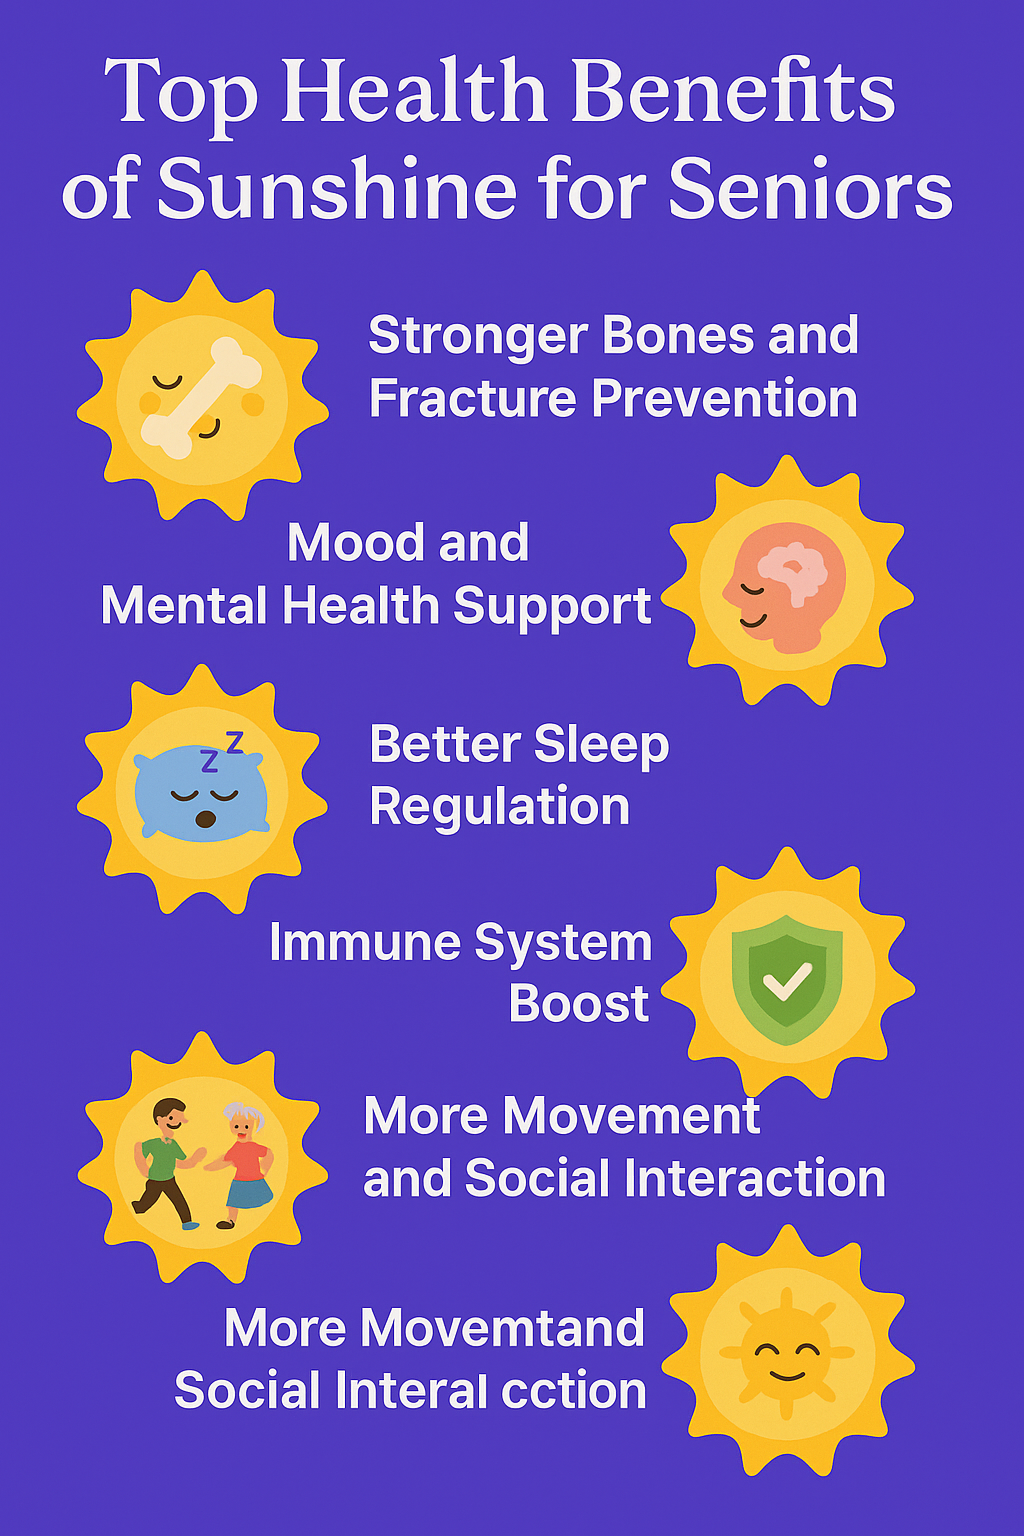 Top Health Benefits
of Sunshine for Seniors
Stronger Bones and
Fracture Prevention
Mood and
Mental Health Support
Z
Z
Better Sleep
Regulation
Immune System
Boost
More Movement
and Social Interaction
More Movemtand
Social Interal cction